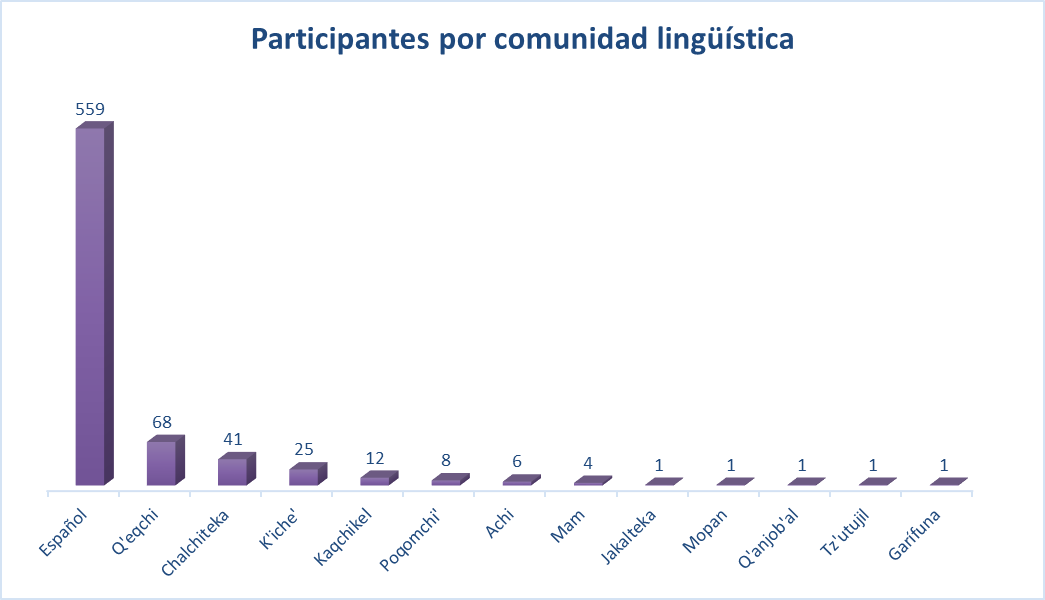 Participantes por comunidad lingüística
559
68
41
25
12
8
6
4
1
1
1
1
1
Español
Q'eqchi
Chalchiteka
K'iche'
Kaqchikel
Poqomchi'
Achi
Mam
Jakalteka
Mopan
Q'anjob'al
Tz'utujil
Garífuna